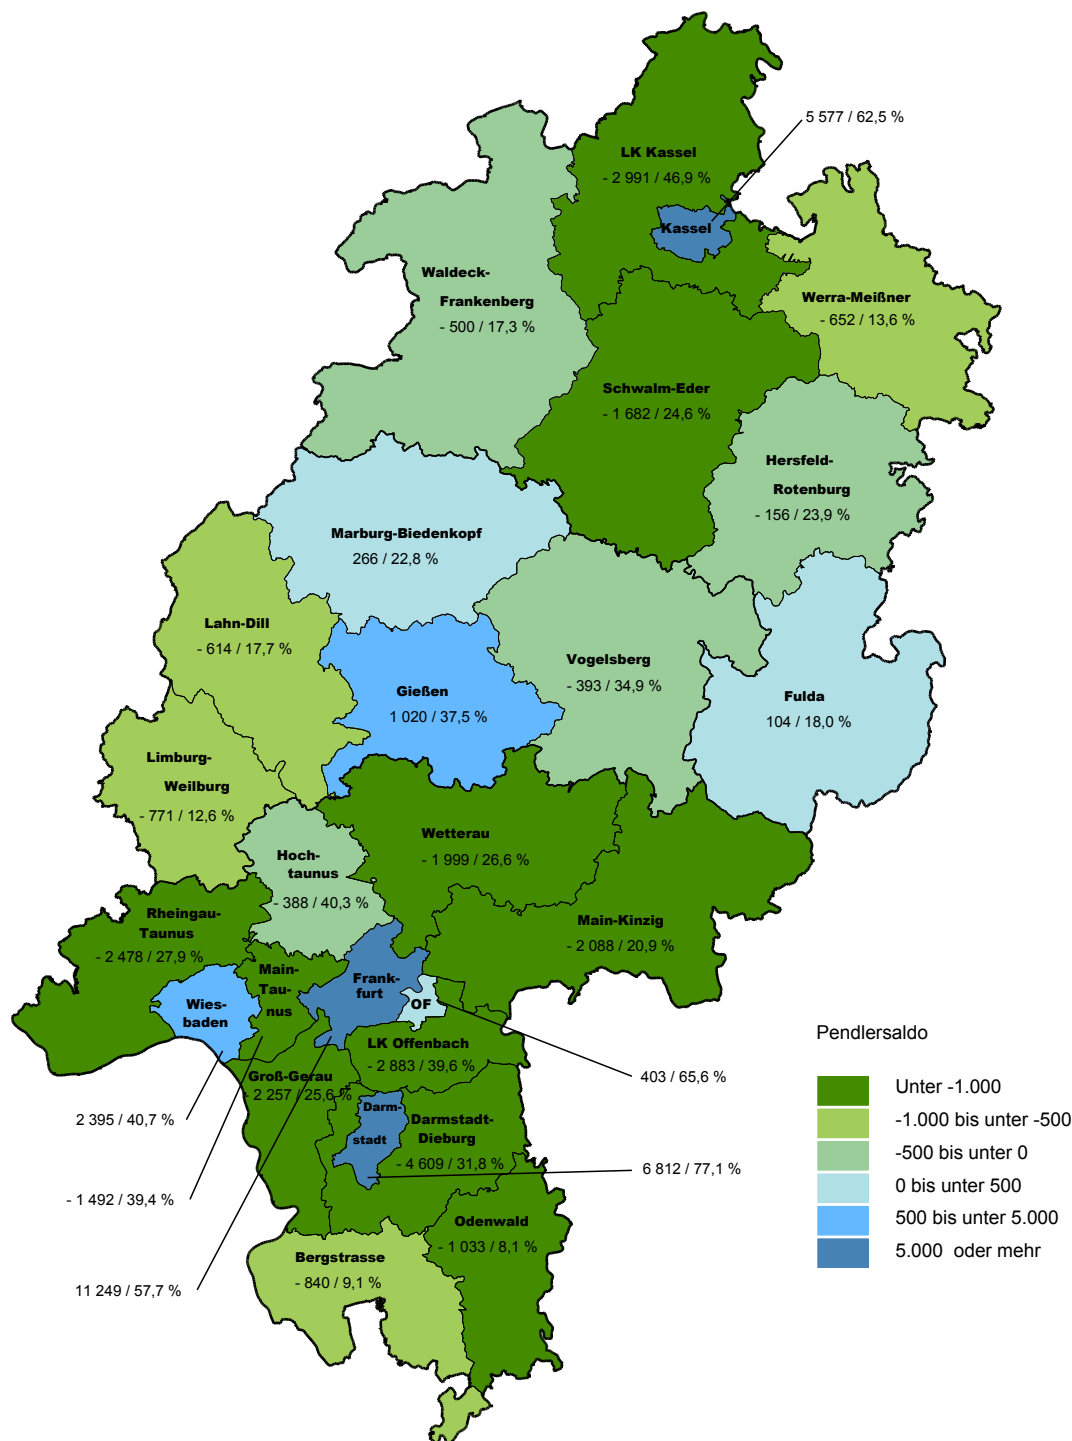 5 577 / 62,5 %
LK Kassel
- 2 991 / 46,9 %
Kassel
Waldeck-
Frankenberg
- 500 / 17,3 %
Werra-Meißner
- 652 / 13,6 %
Schwalm-Eder
- 1 682 / 24,6 %
Hersfeld-
Rotenburg
- 156 / 23,9 %
Marburg-Biedenkopf
266 / 22,8 %
Lahn-Dill
- 614 / 17,7 %
Vogelsberg
- 393 / 34,9 %
Gießen
1 020 / 37,5 %
Fulda
104 / 18,0 %
Limburg-
Weilburg
- 771 / 12,6 %
Wetterau
- 1 999 / 26,6 %
Hoch-
taunus
- 388 / 40,3 %
Rheingau-
Taunus
- 2 478 / 27,9 %
Main-Kinzig
- 2 088 / 20,9 %
Main-
Tau-
nus
Frank-
furt
OF
Wies-
baden
LK Offenbach
- 2 883 / 39,6 %
Groß-Gerau
- 2 257 / 25,6 %
403 / 65,6 %
2 395 / 40,7 %
Darm-
stadt
Darmstadt-
Dieburg
- 4 609 / 31,8 %
6 812 / 77,1 %
- 1 492 / 39,4 %
Odenwald
- 1 033 / 8,1 %
Bergstrasse
- 840 / 9,1 %
11 249 / 57,7 %
Pendlersaldo
Unter -1.000
-1.000 bis unter -500
-500 bis unter 0
0 bis unter 500
500 bis unter 5.000
5.000 oder mehr